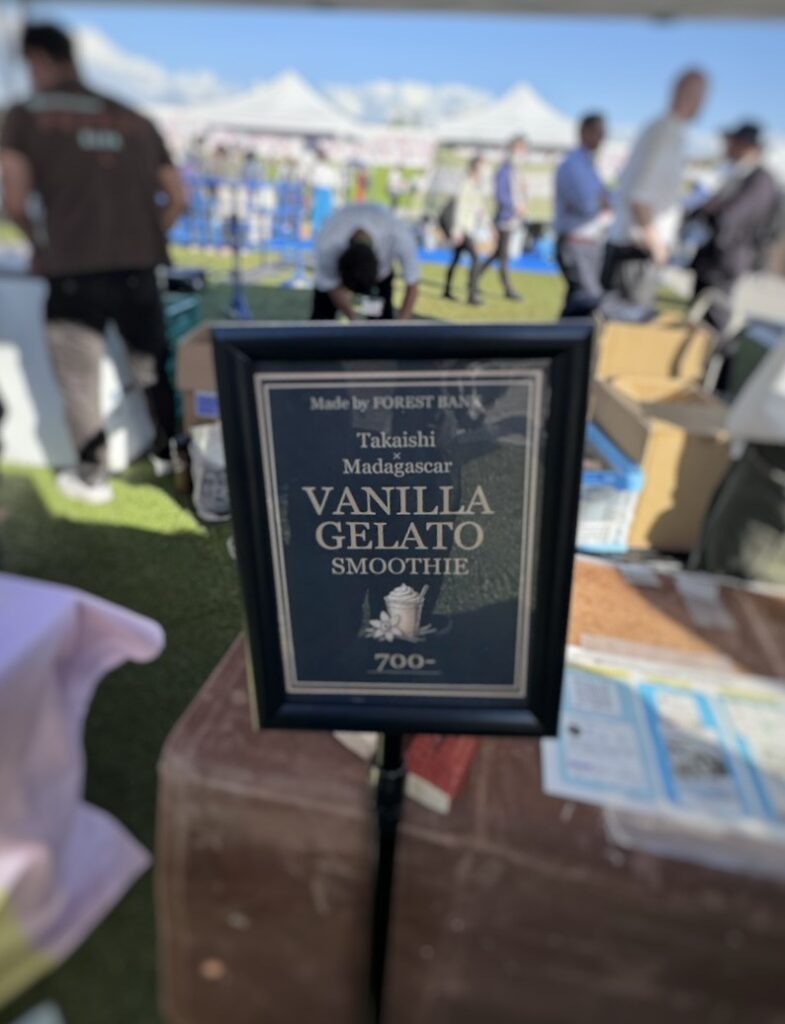 Made by FOREST BANK
Takaishi
×
Madagascar
VANILLA
GELATO
SMOOTHIE
700-